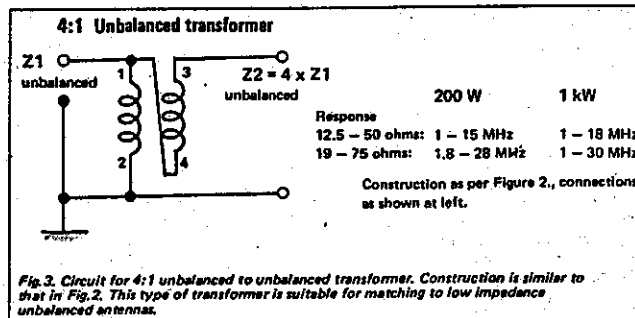 4:1 Unbalanced transformer
Z1
unbalanced
1
3
2
4
Z2 = 4 x Z1
unbalanced
200 W 1 kW
Response
12.5 – 50 ohms: 1 – 15 MHz 1 – 18 MHz
19 – 75 ohms: 1.8 – 28 MHz 1 – 30 MHz
Construction as per Figure 2., connections
as shown at left.
Fig. 3. Circuit for 4:1 unbalanced to unbalanced transformer. Construction is similar to
that in Fig.2. This type of transformer is suitable for matching to low impedance
unbalanced antennas.